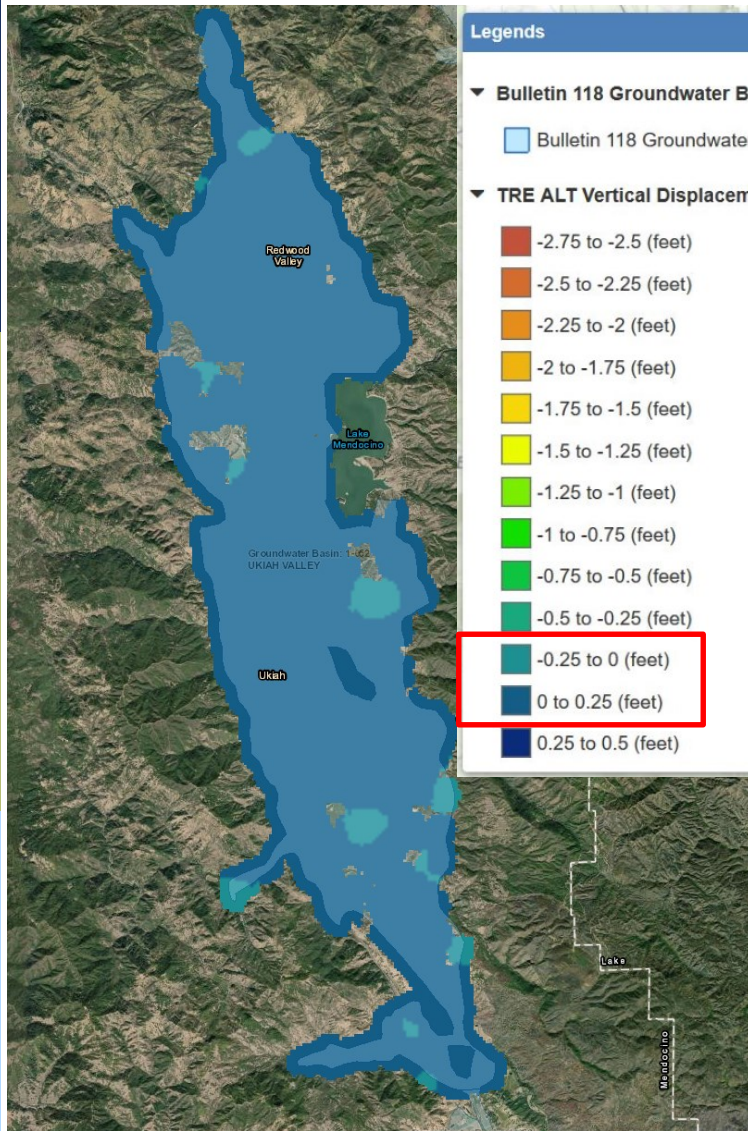 Legends
Bulletin 118 Groundwater B
Bulletin 118 Groundwate
TRE ALT Vertical Displacem
-2.75 to -2.5 (feet)
-2.5 to -2.25 (feet)
-2.25 to -2 (feet)
-2 to -1.75 (feet)
-1.75 to -1.5 (feet)
-1.5 to -1.25 (feet)
-1.25 to -1 (feet)
-1 to -0.75 (feet)
-0.75 to -0.5 (feet)
-0.5 to -0.25 (feet)
-0.25 to 0 (feet)
0 to 0.25 (feet)
0.25 to 0.5 (feet)
Redwood
Valley
Lake
Mendocino
Groundwater Basin:
UKIAH VALLEY
Ukiah
Lake
Mendocino